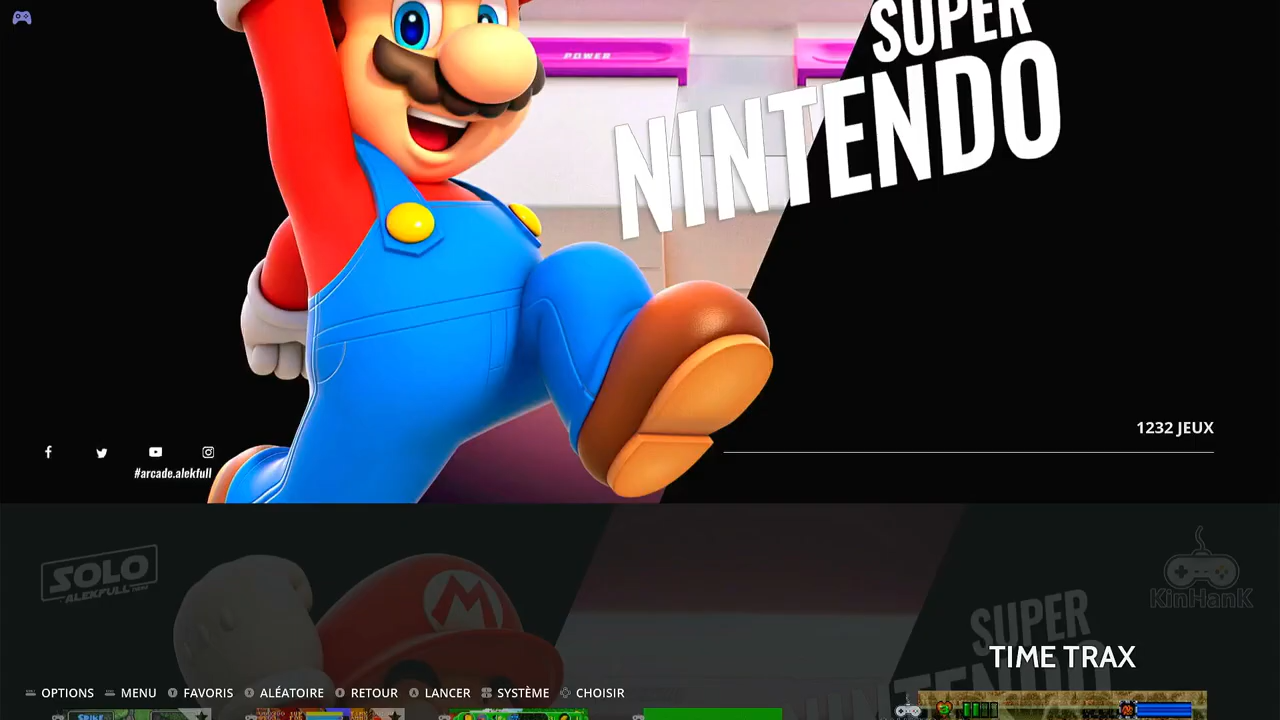 POWER
SUPER
NINTENDO
1232 JEUX
#arcade.alekfull
SOLO
ALEKFULL
KinHanK
SUPER
NINTENDO
TIME TRAX
OPTIONS MENU FAVORIS ALÉATOIRE RETOUR LANCER SYSTÈME CHOISIR